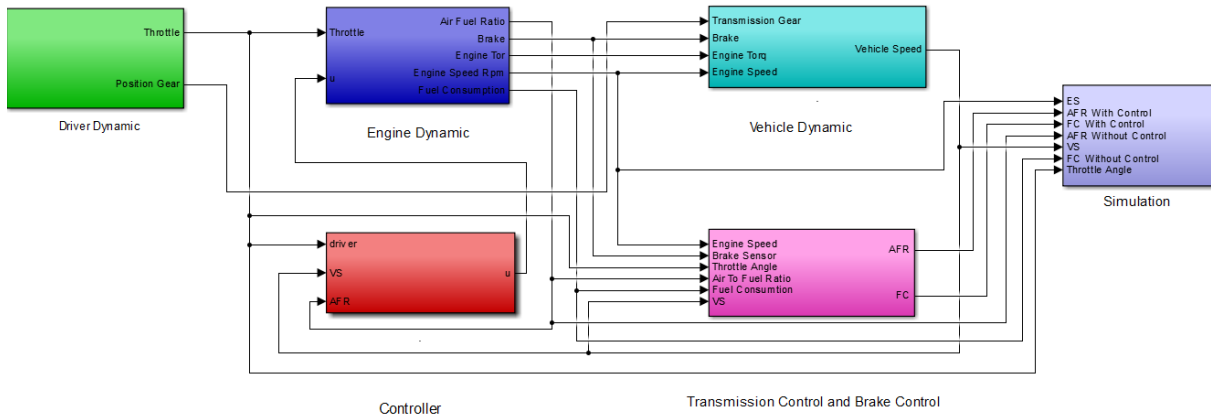 Throttle
Position Gear
Driver Dynamic
Throttle
u
Air Fuel Ratio
Brake
Engine Tor
Engine Speed Rpm
Fuel Consumption
Engine Dynamic
Transmission Gear
Brake
Engine Torq
Engine Speed
Vehicle Speed
Vehicle Dynamic
ES
AFR With Control
FC With Control
AFR Without Control
VS
FC Without Control
Throttle Angle
Simulation
driver
VS
AFR
u
Controller
Engine Speed
Brake Sensor
Throttle Angle
Air To Fuel Ratio
Fuel Consumtion
VS
AFR
FC
Transmission Control and Brake Control